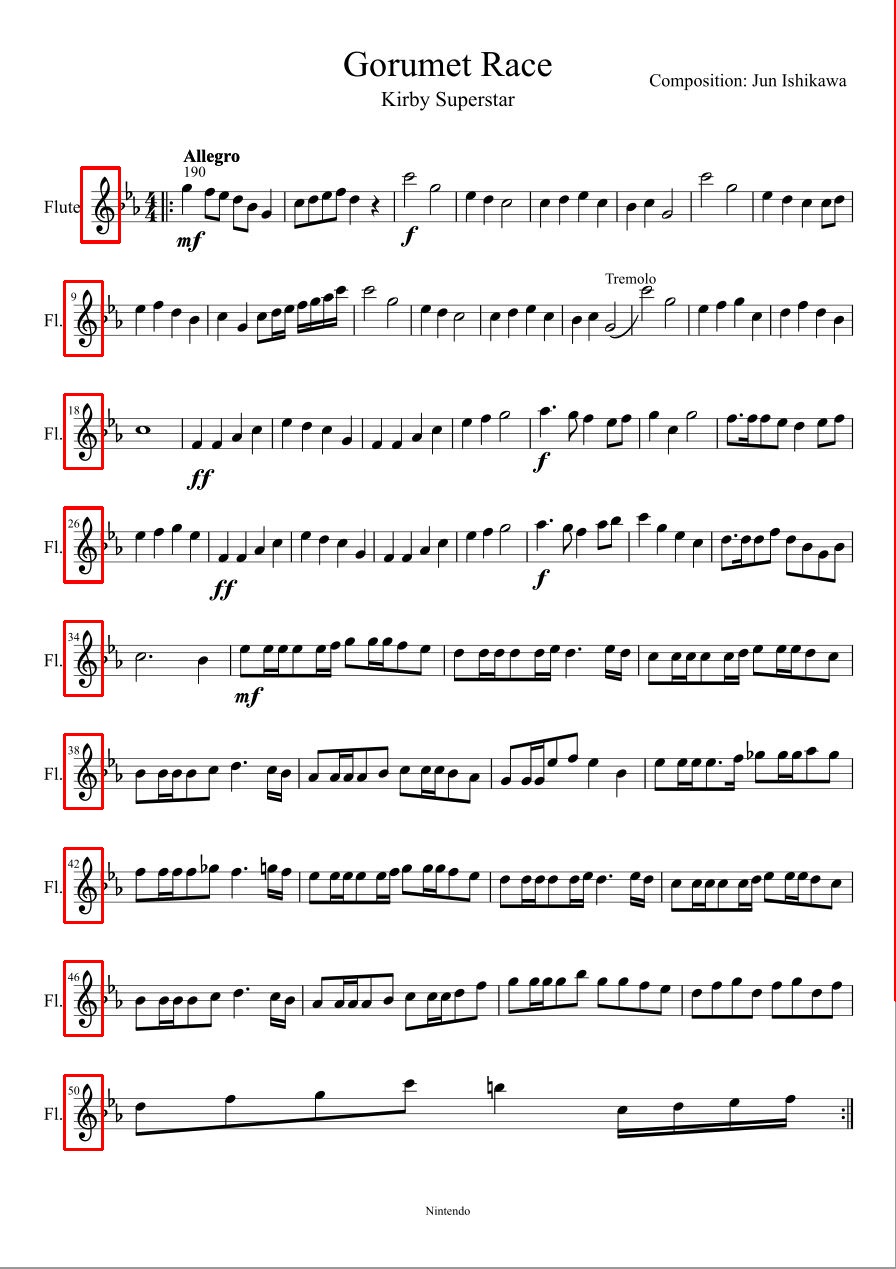 Gorumet Race
Kirby Superstar
Composition: Jun Ishikawa
Allegro
190
Flute
4
4
mf
f
9
Fl.
Tremolo
18
Fl.
ff
f
26
Fl.
ff
f
34
Fl.
mf
38
Fl.
42
Fl.
46
Fl.
50
Fl.
Nintendo